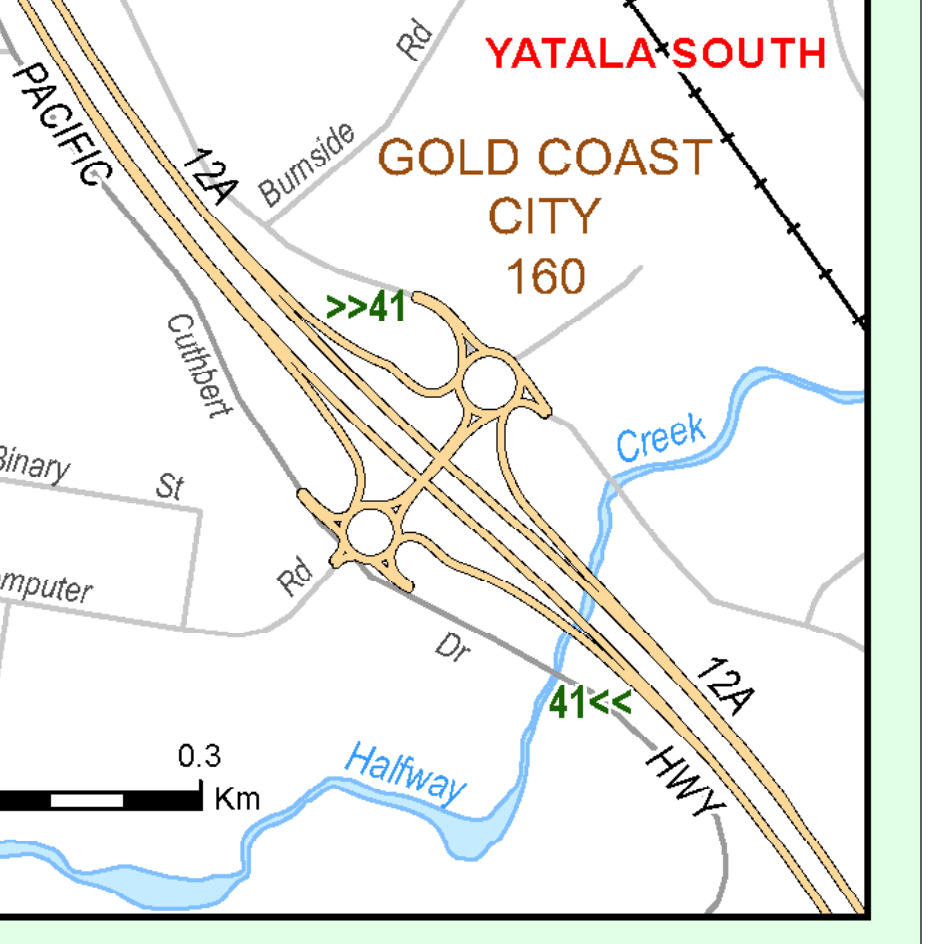 Rd
YATALA SOUTH
PACIFIC
12A
Burnside
GOLD COAST
CITY
160
>>41
Cuthbert
Creek
Binary
St
Rd
omputer
Dr
12A
41<<
HWY
Halfway
0.3
Km